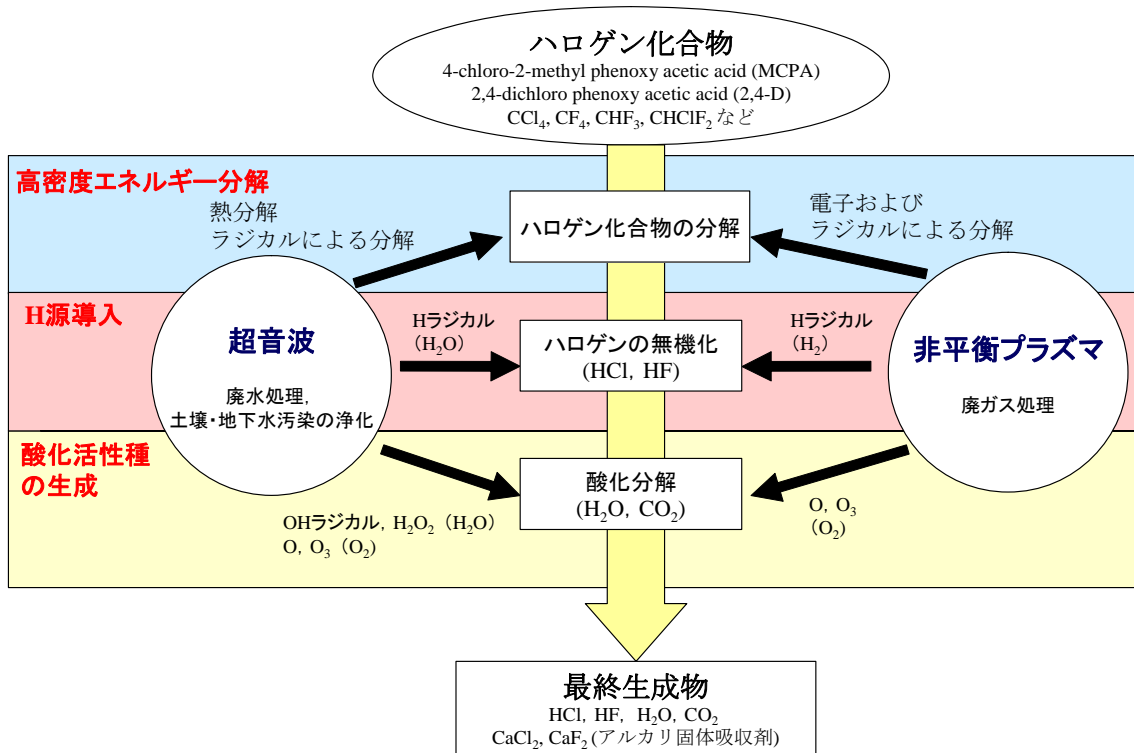 ハロゲン化合物
4-chloro-2-methyl phenoxy acetic acid (MCPA)
2,4-dichloro phenoxy acetic acid (2,4-D)
CCl₄, CF₄, CHF₃, CHClF₂ など
高密度エネルギー分解
熱分解
ラジカルによる分解
ハロゲン化合物の分解
電子および
ラジカルによる分解
H源導入
超音波
廃水処理,
土壌・地下水汚染の浄化
Hラジカル
(H₂O)
ハロゲンの無機化
(HCl, HF)
Hラジカル
(H₂)
非平衡プラズマ
廃ガス処理
酸化活性種
の生成
OHラジカル, H₂O₂ (H₂O)
O, O₃ (O₂)
酸化分解
(H₂O, CO₂)
O, O₃
(O₂)
最終生成物
HCl, HF, H₂O, CO₂
CaCl₂, CaF₂ (アルカリ固体吸収剤)